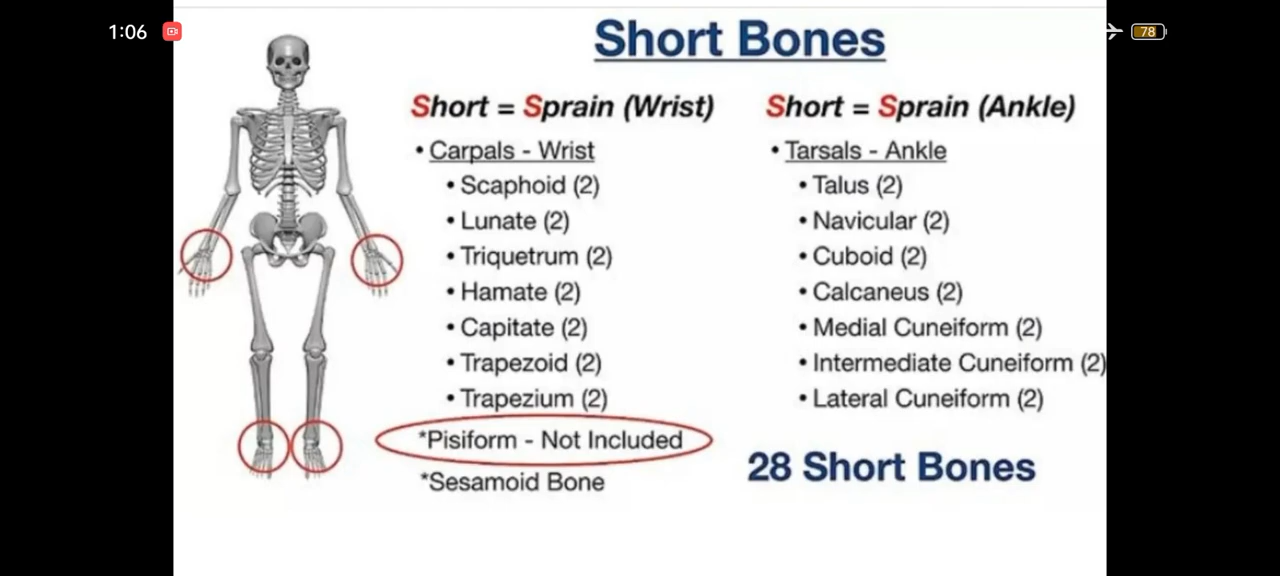 1:06
78
Short Bones
Short = Sprain (Wrist)
• Carpals - Wrist
• Scaphoid (2)
• Lunate (2)
• Triquetrum (2)
• Hamate (2)
• Capitate (2)
• Trapezoid (2)
• Trapezium (2)
*Pisiform - Not Included
*Sesamoid Bone
Short = Sprain (Ankle)
• Tarsals - Ankle
• Talus (2)
• Navicular (2)
• Cuboid (2)
• Calcaneus (2)
• Medial Cuneiform (2)
• Intermediate Cuneiform (2)
• Lateral Cuneiform (2)
28 Short Bones